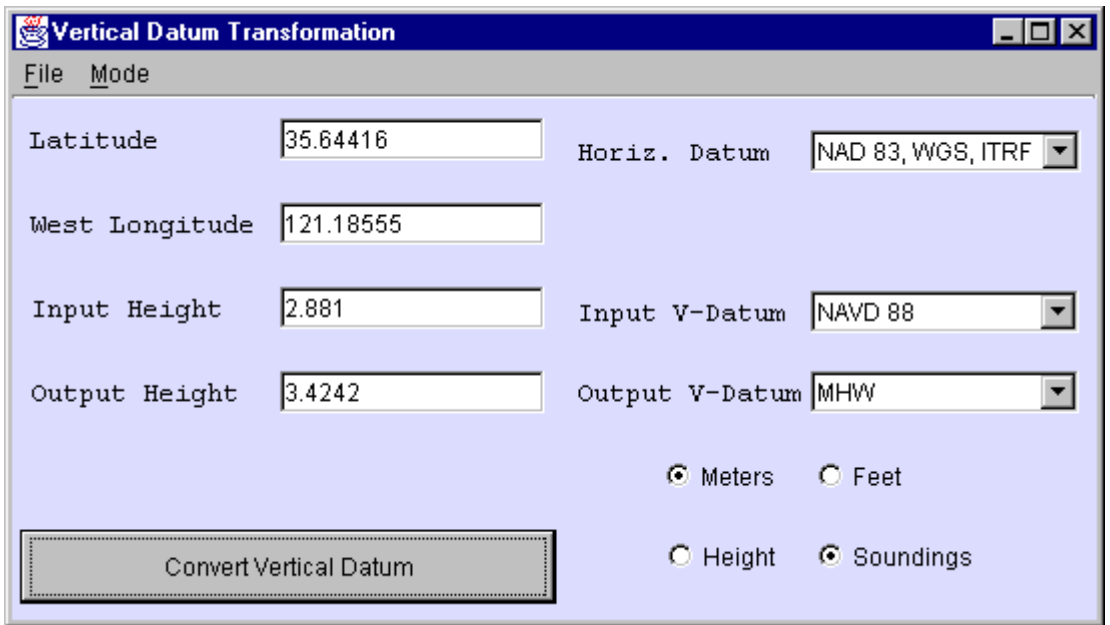 Vertical Datum Transformation
File Mode
Latitude 35.64416 Horiz. Datum NAD 83, WGS, ITRF
West Longitude 121.18555
Input Height 2.881 Input V-Datum NAVD 88
Output Height 3.4242 Output V-Datum MHW
Meters Feet
Convert Vertical Datum Height Soundings